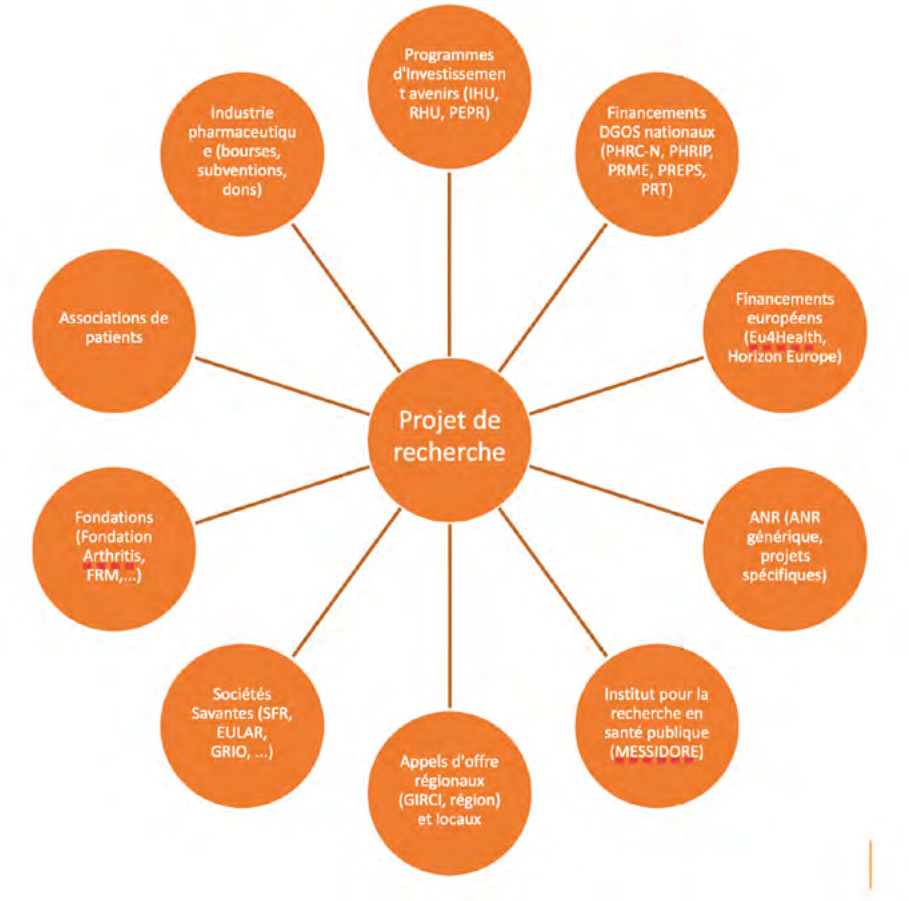 Programmes
d'Investissemen
t avenirs (IHU,
RHU, PEPR)
Financements
DGOS nationaux
(PHRC-N, PHRIP,
PRME, PREPS,
PRT)
Financements
européens
(Eu4Health,
Horizon Europe)
ANR (ANR
générique,
projets
spécifiques)
Institut pour la
recherche en
santé publique
(MESSIDORE)
Appels d'offre
régionaux
(GIRCI, région)
et locaux
Sociétés
Savantes (SFR,
EULAR,
GRIO, ...)
Fondations
(Fondation
Arthritis,
FRM,...)
Associations de
patients
Industrie
pharmaceutiqu
e (bourses,
subventions,
dons)
Projet de
recherche